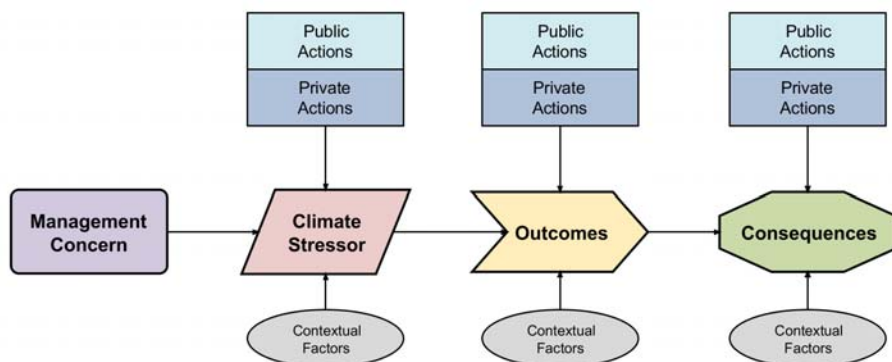 Public
Actions
Private
Actions
Public
Actions
Private
Actions
Public
Actions
Private
Actions
Management
Concern
Climate
Stressor
Outcomes
Consequences
Contextual
Factors
Contextual
Factors
Contextual
Factors